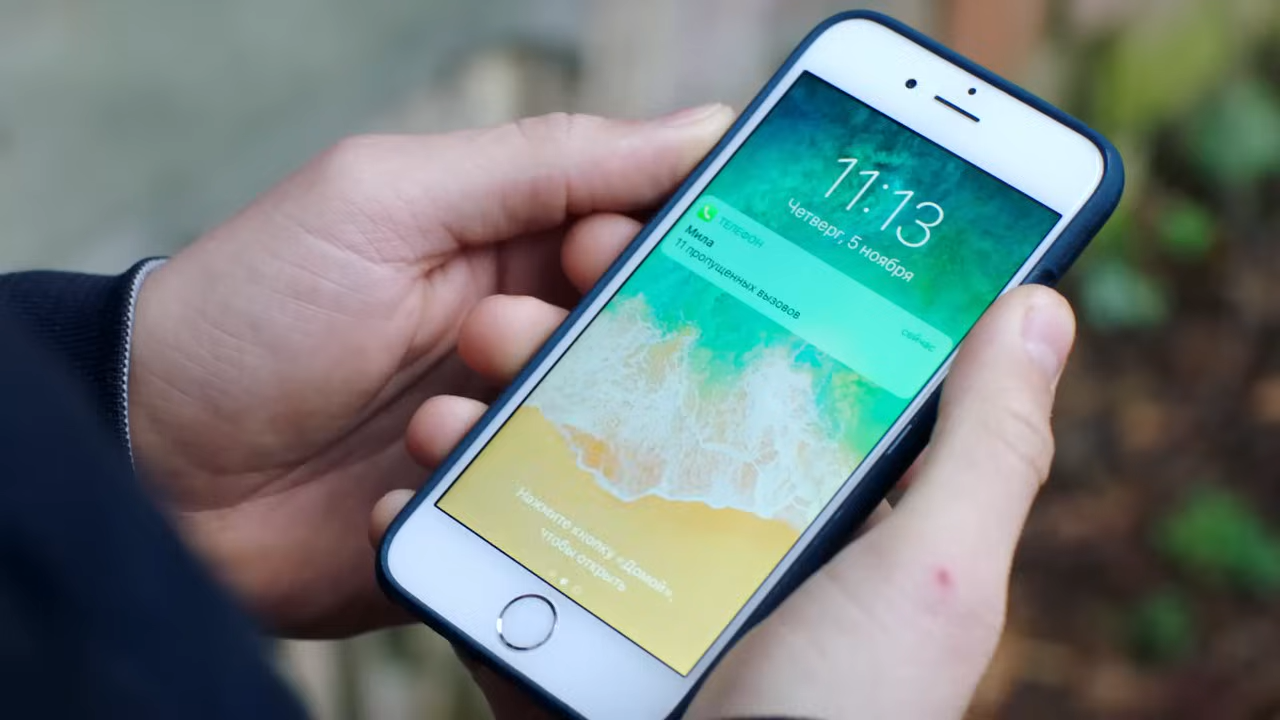 11:13
Четверг, 5 ноября
ТЕЛЕФОН
сейчас
Мила
11 пропущенных вызовов
Нажмите кнопку «Домой»,
чтобы открыть